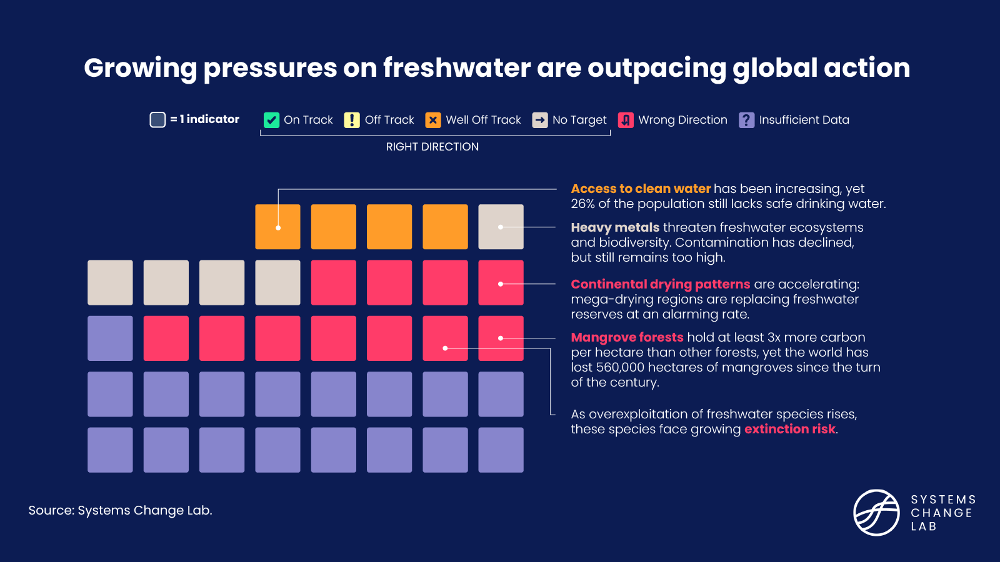 Growing pressures on freshwater are outpacing global action
= 1 indicator
On Track
Off Track
Well Off Track
No Target
Wrong Direction
Insufficient Data
RIGHT DIRECTION
Access to clean water has been increasing, yet
26% of the population still lacks safe drinking water.
Heavy metals threaten freshwater ecosystems
and biodiversity. Contamination has declined,
but still remains too high.
Continental drying patterns are accelerating:
mega-drying regions are replacing freshwater
reserves at an alarming rate.
Mangrove forests hold at least 3x more carbon
per hectare than other forests, yet the world has
lost 560,000 hectares of mangroves since the turn
of the century.
As overexploitation of freshwater species rises,
these species face growing extinction risk.
Source: Systems Change Lab.
SYSTEMS
CHANGE
LAB